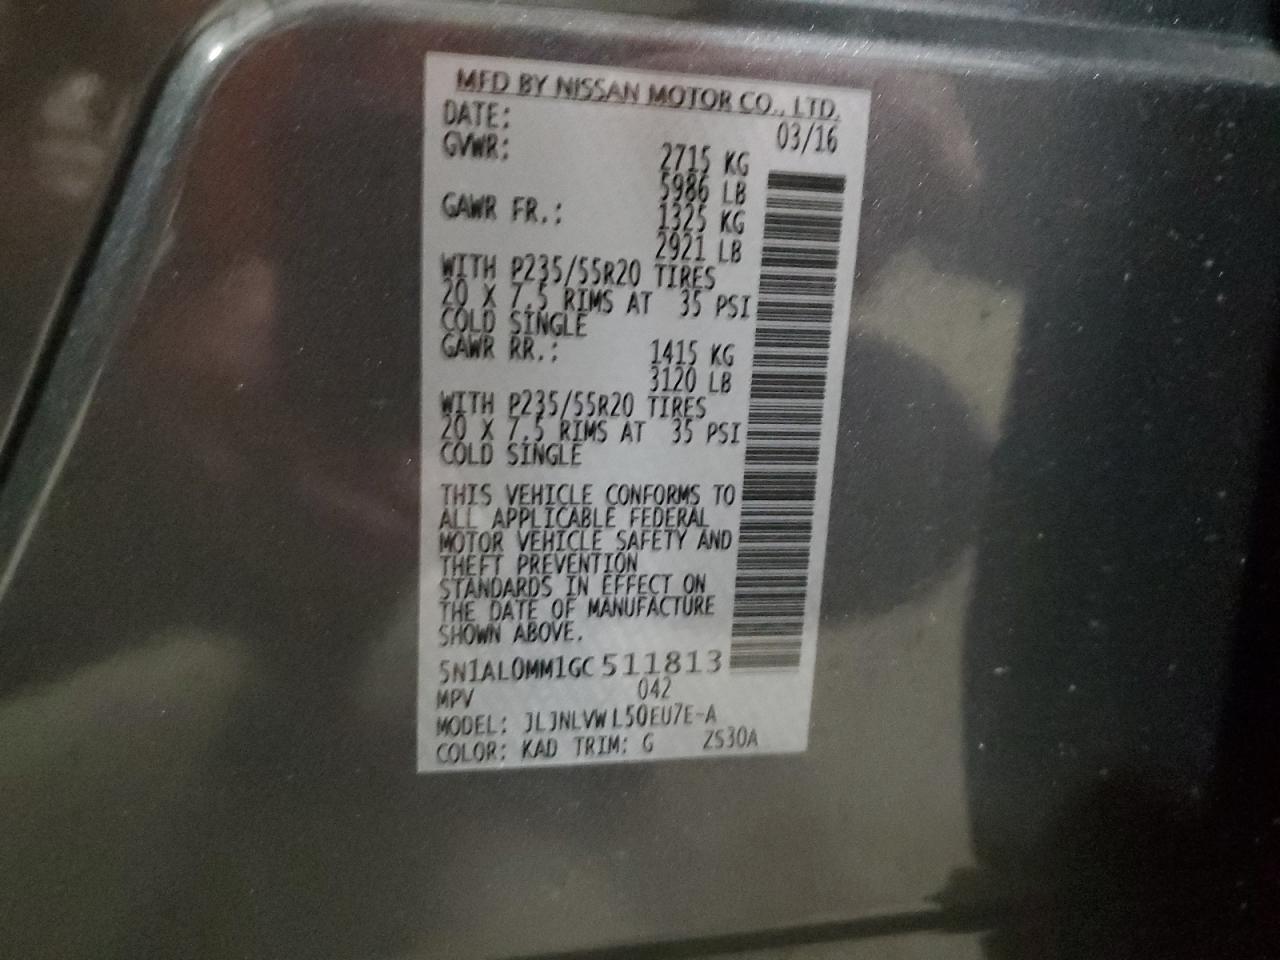 MFD BY NISSAN MOTOR CO., LTD.
DATE: 03/16
GVWR: 2715 KG
5986 LB
GAWR FR.: 1325 KG
2921 LB
WITH P235/55R20 TIRES
20 X 7.5 RIMS AT 35 PSI
COLD SINGLE
GAWR RR.: 1415 KG
3120 LB
WITH P235/55R20 TIRES
20 X 7.5 RIMS AT 35 PSI
COLD SINGLE
THIS VEHICLE CONFORMS TO
ALL APPLICABLE FEDERAL
MOTOR VEHICLE SAFETY AND
THEFT PREVENTION
STANDARDS IN EFFECT ON
THE DATE OF MANUFACTURE
SHOWN ABOVE.
5N1AL0MM1GC511813
MPV 042
MODEL: JLJNLVWL50EU7E-A
COLOR: KAD TRIM: G ZS30A